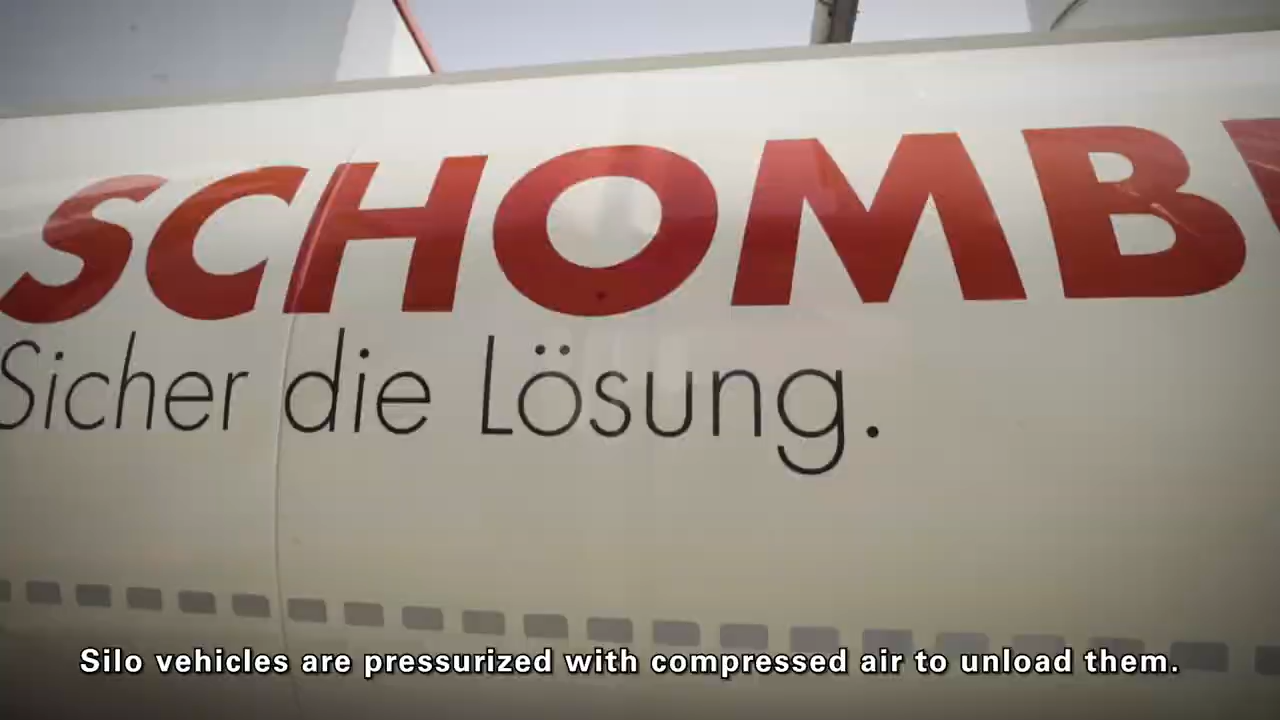 SCHOMB
Sicher die Lösung.
Silo vehicles are pressurized with compressed air to unload them.